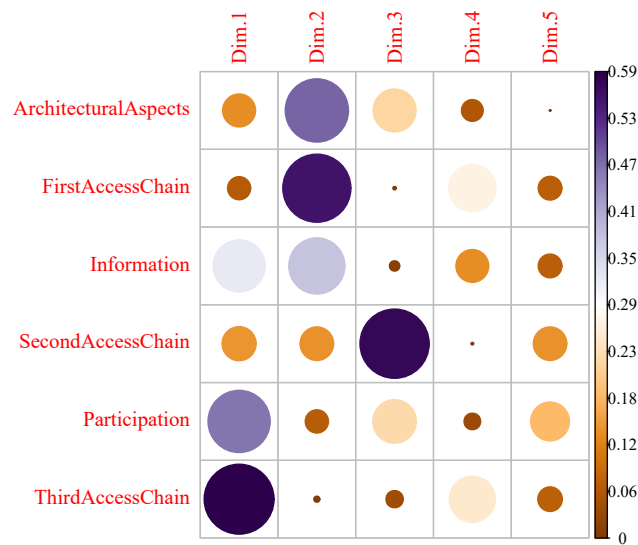 Dim.1
Dim.2
Dim.3
Dim.4
Dim.5
ArchitecturalAspects
FirstAccessChain
Information
SecondAccessChain
Participation
ThirdAccessChain
0.59
0.53
0.47
0.41
0.35
0.29
0.23
0.18
0.12
0.06
0